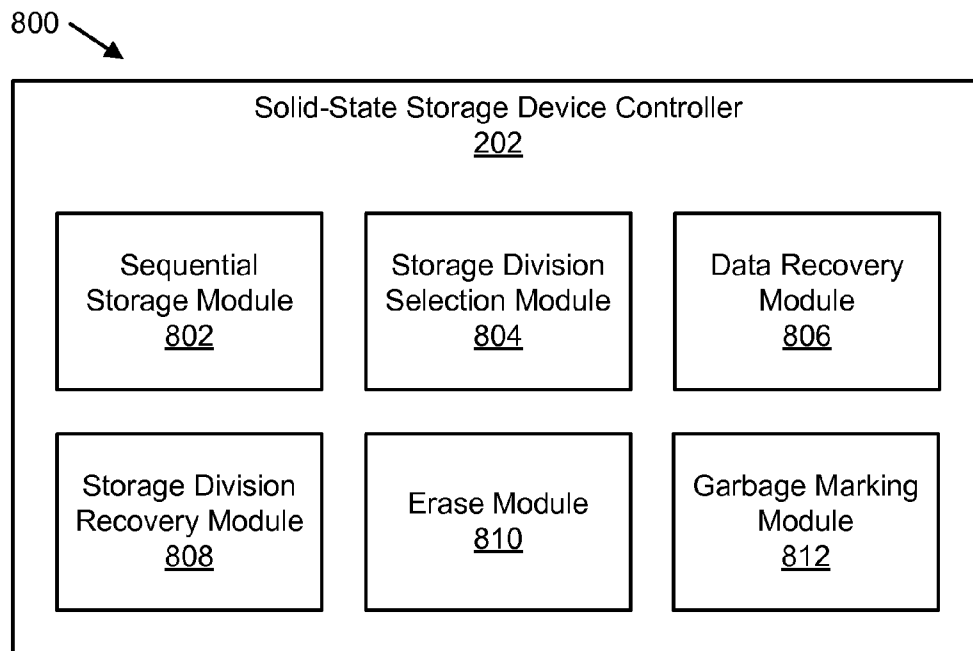 800
Solid-State Storage Device Controller
202
Sequential
Storage Module
802
Storage Division
Selection Module
804
Data Recovery
Module
806
Storage Division
Recovery Module
808
Erase Module
810
Garbage Marking
Module
812